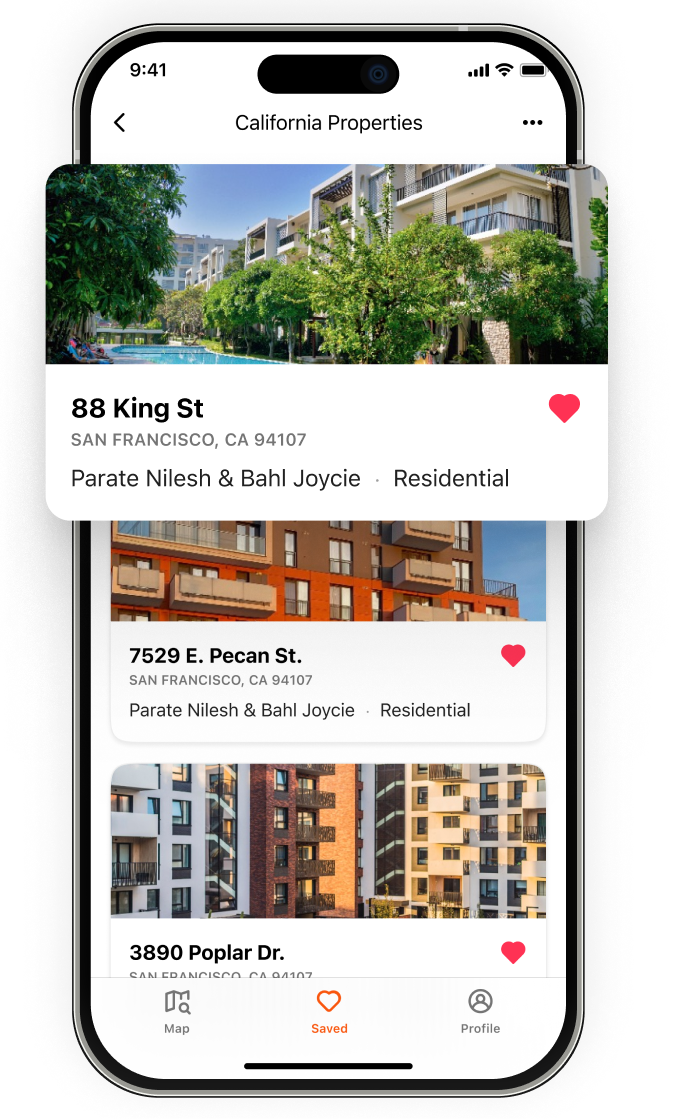 9:41
California Properties
88 King St
SAN FRANCISCO, CA 94107
Parate Nilesh & Bahl Joycie · Residential
7529 E. Pecan St.
SAN FRANCISCO, CA 94107
Parate Nilesh & Bahl Joycie · Residential
3890 Poplar Dr.
SAN FRANCISCO, CA 94107
Map
Saved
Profile